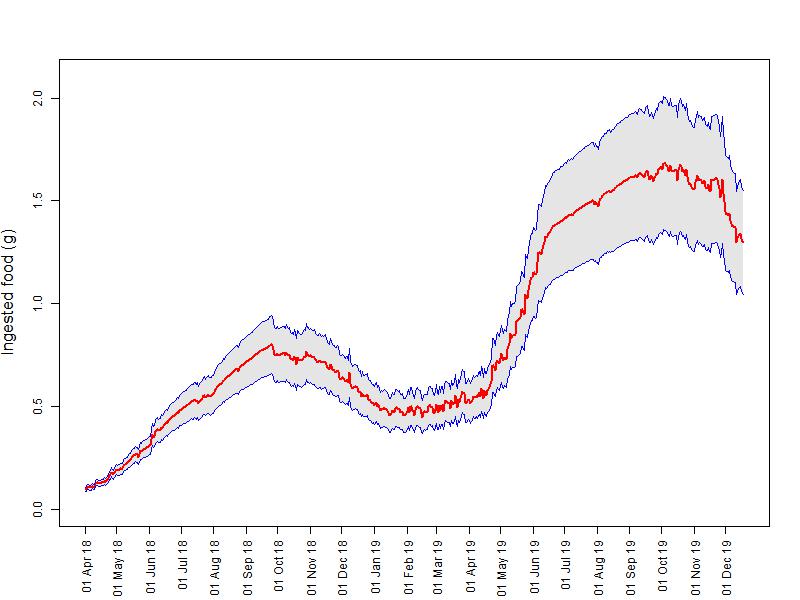 Ingested food (g)
2.0
1.5
1.0
0.5
0.0
01 Apr 18
01 May 18
01 Jun 18
01 Jul 18
01 Aug 18
01 Sep 18
01 Oct 18
01 Nov 18
01 Dec 18
01 Jan 19
01 Feb 19
01 Mar 19
01 Apr 19
01 May 19
01 Jun 19
01 Jul 19
01 Aug 19
01 Sep 19
01 Oct 19
01 Nov 19
01 Dec 19